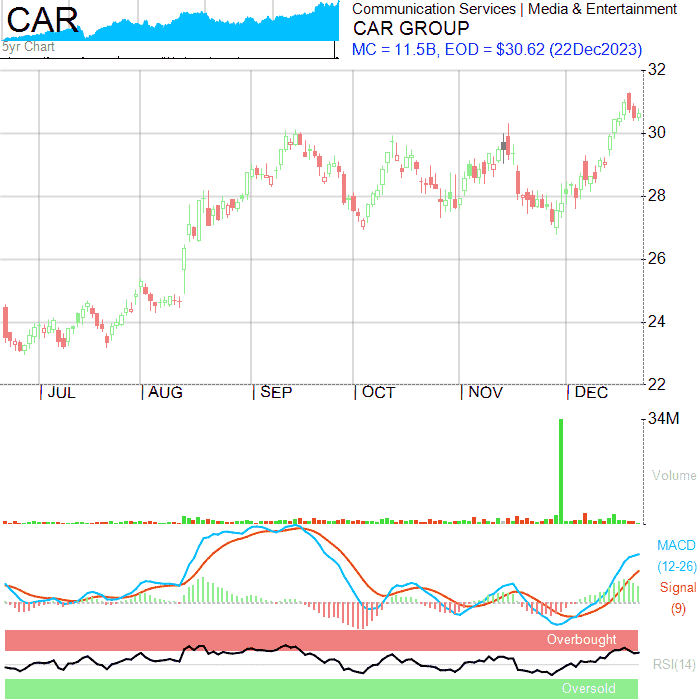 CAR
5yr Chart
Communication Services | Media & Entertainment
CAR GROUP
MC = 11.5B, EOD = $30.62 (22Dec2023)
32
30
28
26
24
22
JUL
AUG
SEP
OCT
NOV
DEC
34M
Volume
MACD
(12-26)
Signal
(9)
Overbought
RSI(14)
Oversold